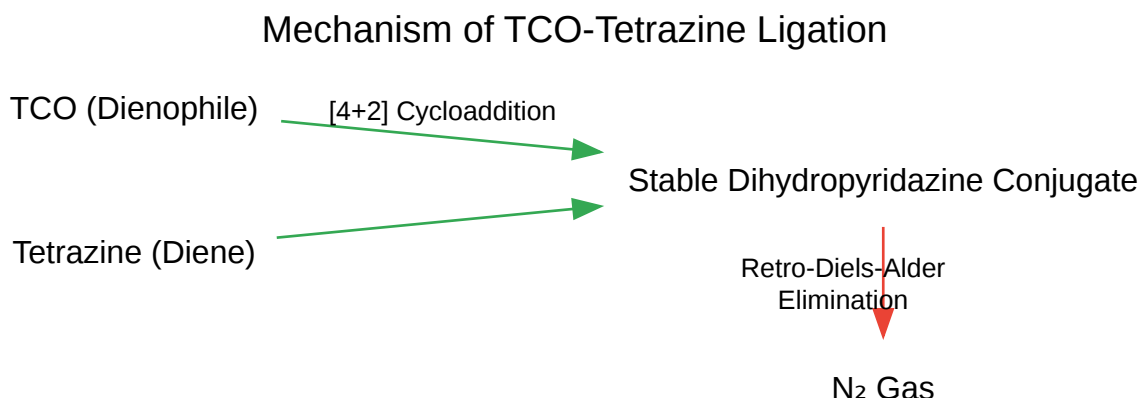 Mechanism of TCO-Tetrazine Ligation
TCO (Dienophile)
[4+2] Cycloaddition
Stable Dihydropyridazine Conjugate
Tetrazine (Diene)
Retro-Diels-Alder
Elimination
N₂ Gas